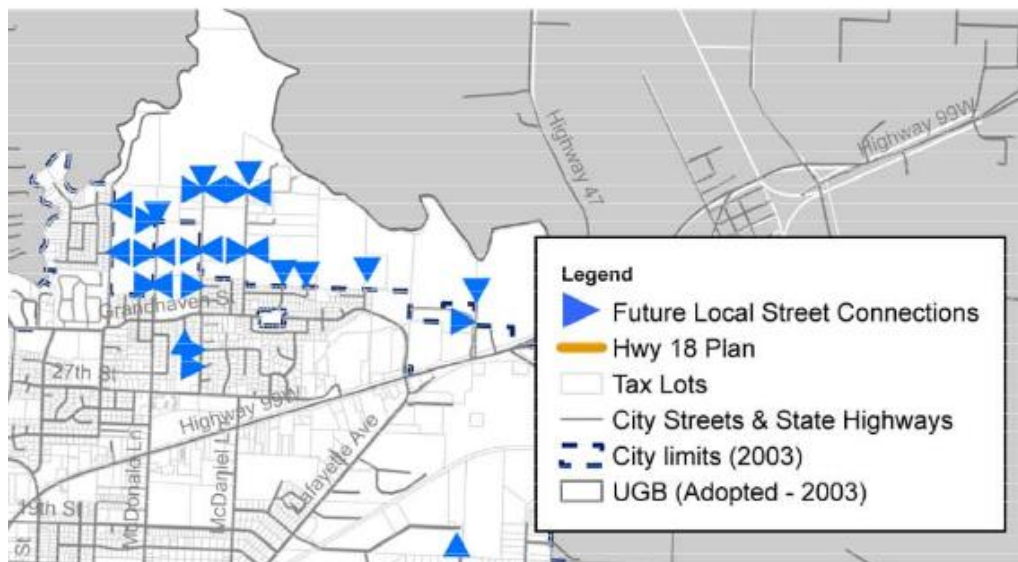 Highway 99W
Highway 47
Grandhaven St
27th St
Highway 99W
McDonald Ln
McDaniel L
Lafayette Ave
19th St
St
Legend
Future Local Street Connections
Hwy 18 Plan
Tax Lots
City Streets & State Highways
City limits (2003)
UGB (Adopted - 2003)